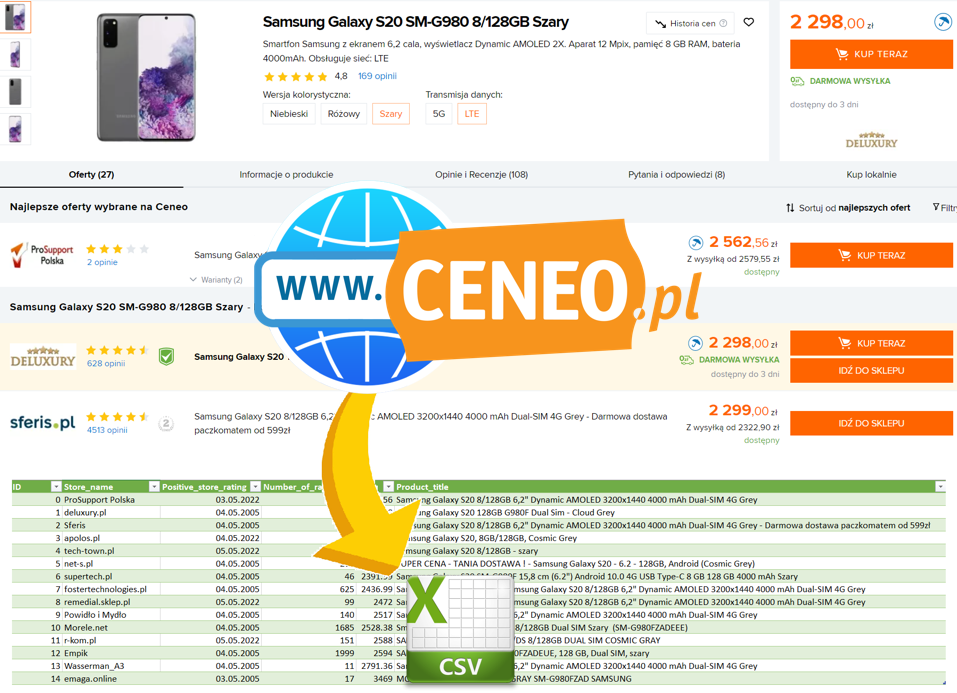 Samsung Galaxy S20 SM-G980 8/128GB Szary
Historia cen
Smartfon Samsung z ekranem 6,2 cala, wyświetlacz Dynamic AMOLED 2X. Aparat 12 Mpix, pamięć 8 GB RAM, bateria
4000mAh. Obsługuje sieć: LTE
4,8 169 opinii
Wersja kolorystyczna: Transmisja danych:
Niebieski Różowy Szary 5G LTE
2 298,00 zł
KUP TERAZ
DARMOWA WYSYŁKA
dostępny do 3 dni
DELUXURY
Oferty (27) Informacje o produkcie Opinie i Recenzje (108) Pytania i odpowiedzi (8) Kup lokalnie
Najlepsze oferty wybrane na Ceneo Sortuj od najlepszych ofert Filtr
ProSupport
Polska
2 opinie
Samsung Galaxy
Warianty (2)
2 562,56 zł
Z wysyłką od 2579,55 zł
dostępny
KUP TERAZ
www.CENEO.pl
Samsung Galaxy S20 SM-G980 8/128GB Szary -
DELUXURY
628 opinii
Samsung Galaxy S20
2 298,00 zł
DARMOWA WYSYŁKA
dostępny do 3 dni
KUP TERAZ
IDŹ DO SKLEPU
sferis.pl
4513 opinii
2
Samsung Galaxy S20 8/128GB 6,2 AMOLED 3200x1440 4000 mAh Dual-SIM 4G Grey - Darmowa dostawa
paczkomatem od 599zł
2 299,00 zł
Z wysyłką od 2322,90 zł
dostępny
IDŹ DO SKLEPU
ID Store_name Positive_store_rating Number_of_ra Product_title
0 ProSupport Polska 03.05.2022 56 Samsung Galaxy S20 8/128GB 6,2" Dynamic AMOLED 3200x1440 4000 mAh Dual-SIM 4G Grey
1 deluxury.pl 04.05.2005 Samsung Galaxy S20 128GB G980F Dual Sim - Cloud Grey
2 Sferis 04.05.2005 Samsung Galaxy S20 8/128GB 6,2" Dynamic AMOLED 3200x1440 4000 mAh Dual-SIM 4G Grey - Darmowa dostawa paczkomatem od 599zł
3 apolos.pl 04.05.2005 Samsung Galaxy S20, 8GB/128GB, Cosmic Grey
4 tech-town.pl 05.05.2022 Samsung Galaxy S20 8/128GB - szary
5 net-s.pl 04.05.2005 SUPER CENA - TANIA DOSTAWA ! - Samsung Galaxy S20 - 6.2 - 128GB, Android (Cosmic Grey)
6 supertech.pl 04.05.2005 46 2391.99 Samsung Galaxy S20 SM-G980F 15,8 cm (6.2") Android 10.0 4G USB Type-C 8 GB 128 GB 4000 mAh Szary
7 fostertechnologies.pl 04.05.2005 625 2436.99 Sam 8/128GB 6,2" Dynamic AMOLED 3200x1440 4000 mAh Dual-SIM 4G Grey
8 remedial.sklep.pl 05.05.2022 99 2472 Sam 8/128GB 6,2" Dynamic AMOLED 3200x1440 4000 mAh Dual-SIM 4G Grey
9 Powidło i Mydło 04.05.2005 140 2517 Sam 8/128GB 6,2" Dynamic AMOLED 3200x1440 4000 mAh Dual-SIM 4G Grey
10 Morele.net 04.05.2005 1685 2528.38 Sm GB Dual SIM Szary (SM-G980FZADEEE)
11 r-kom.pl 05.05.2022 151 2588 SA DS 8/128GB DUAL SIM COSMIC GRAY
12 Empik 04.05.2005 1999 2594 SA 0FZADEUE, 128 GB, Dual SIM, szary
13 Wasserman_A3 04.05.2005 11 2791.36 Sam 6,2" Dynamic AMOLED 3200x1440 4000 mAh Dual-SIM 4G Grey
14 emaga.online 03.05.2005 17 3469 MO GRAY SM-G980FZAD SAMSUNG
X
CSV